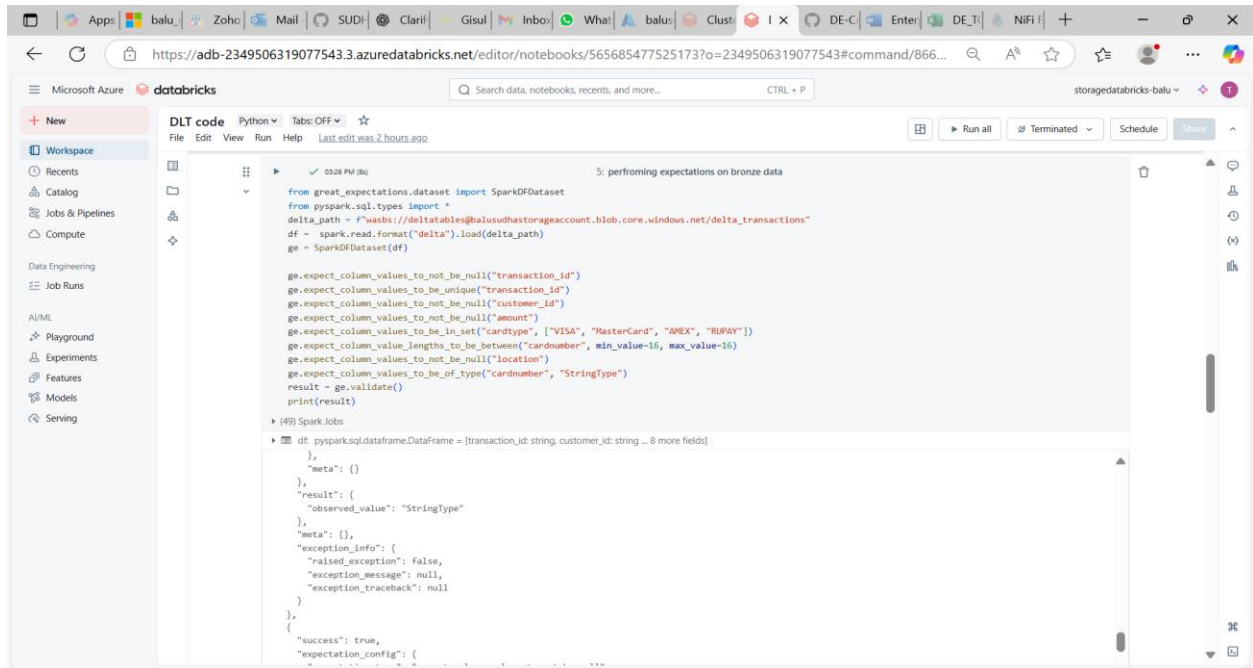 Apps balu_ Zoho Mail - SUDH Clarif Gisul Inbox What balus Clust I DE-C Enter DE_T NiFi F
https://adb-2349506319077543.3.azuredatabricks.net/editor/notebooks/565685477525173?o=2349506319077543#command/866...
Microsoft Azure databricks
Search data, notebooks, recents, and more...
CTRL + P
storagedatabricks-balu
T
+ New
Workspace
Recents
Catalog
Jobs & Pipelines
Compute
Data Engineering
Job Runs
AI/ML
Playground
Experiments
Features
Models
Serving
DLT code Python Tabs: OFF
File Edit View Run Help Last edit was 2 hours ago
Run all Terminated Schedule Share
03:26 PM (8s)
5: perfroming expectations on bronze data
from great_expectations.dataset import SparkDFDataset
from pyspark.sql.types import *
delta_path = f"wasbs://deltatables@balusudhastorageaccount.blob.core.windows.net/delta_transactions"
df = spark.read.format("delta").load(delta_path)
ge = SparkDFDataset(df)
ge.expect_column_values_to_not_be_null("transaction_id")
ge.expect_column_values_to_be_unique("transaction_id")
ge.expect_column_values_to_not_be_null("customer_id")
ge.expect_column_values_to_not_be_null("amount")
ge.expect_column_values_to_be_in_set("cardtype", ["VISA", "MasterCard", "AMEX", "RUPAY"])
ge.expect_column_value_lengths_to_be_between("cardnumber", min_value=16, max_value=16)
ge.expect_column_values_to_not_be_null("location")
ge.expect_column_values_to_be_of_type("cardnumber", "StringType")
result = ge.validate()
print(result)
(49) Spark Jobs
df: pyspark.sql.dataframe.DataFrame = [transaction_id: string, customer_id: string ... 8 more fields]
},
"meta": {}
},
"result": {
"observed_value": "StringType"
},
"meta": {},
"exception_info": {
"raised_exception": false,
"exception_message": null,
"exception_traceback": null
}
},
{
"success": true,
"expectation_config": {